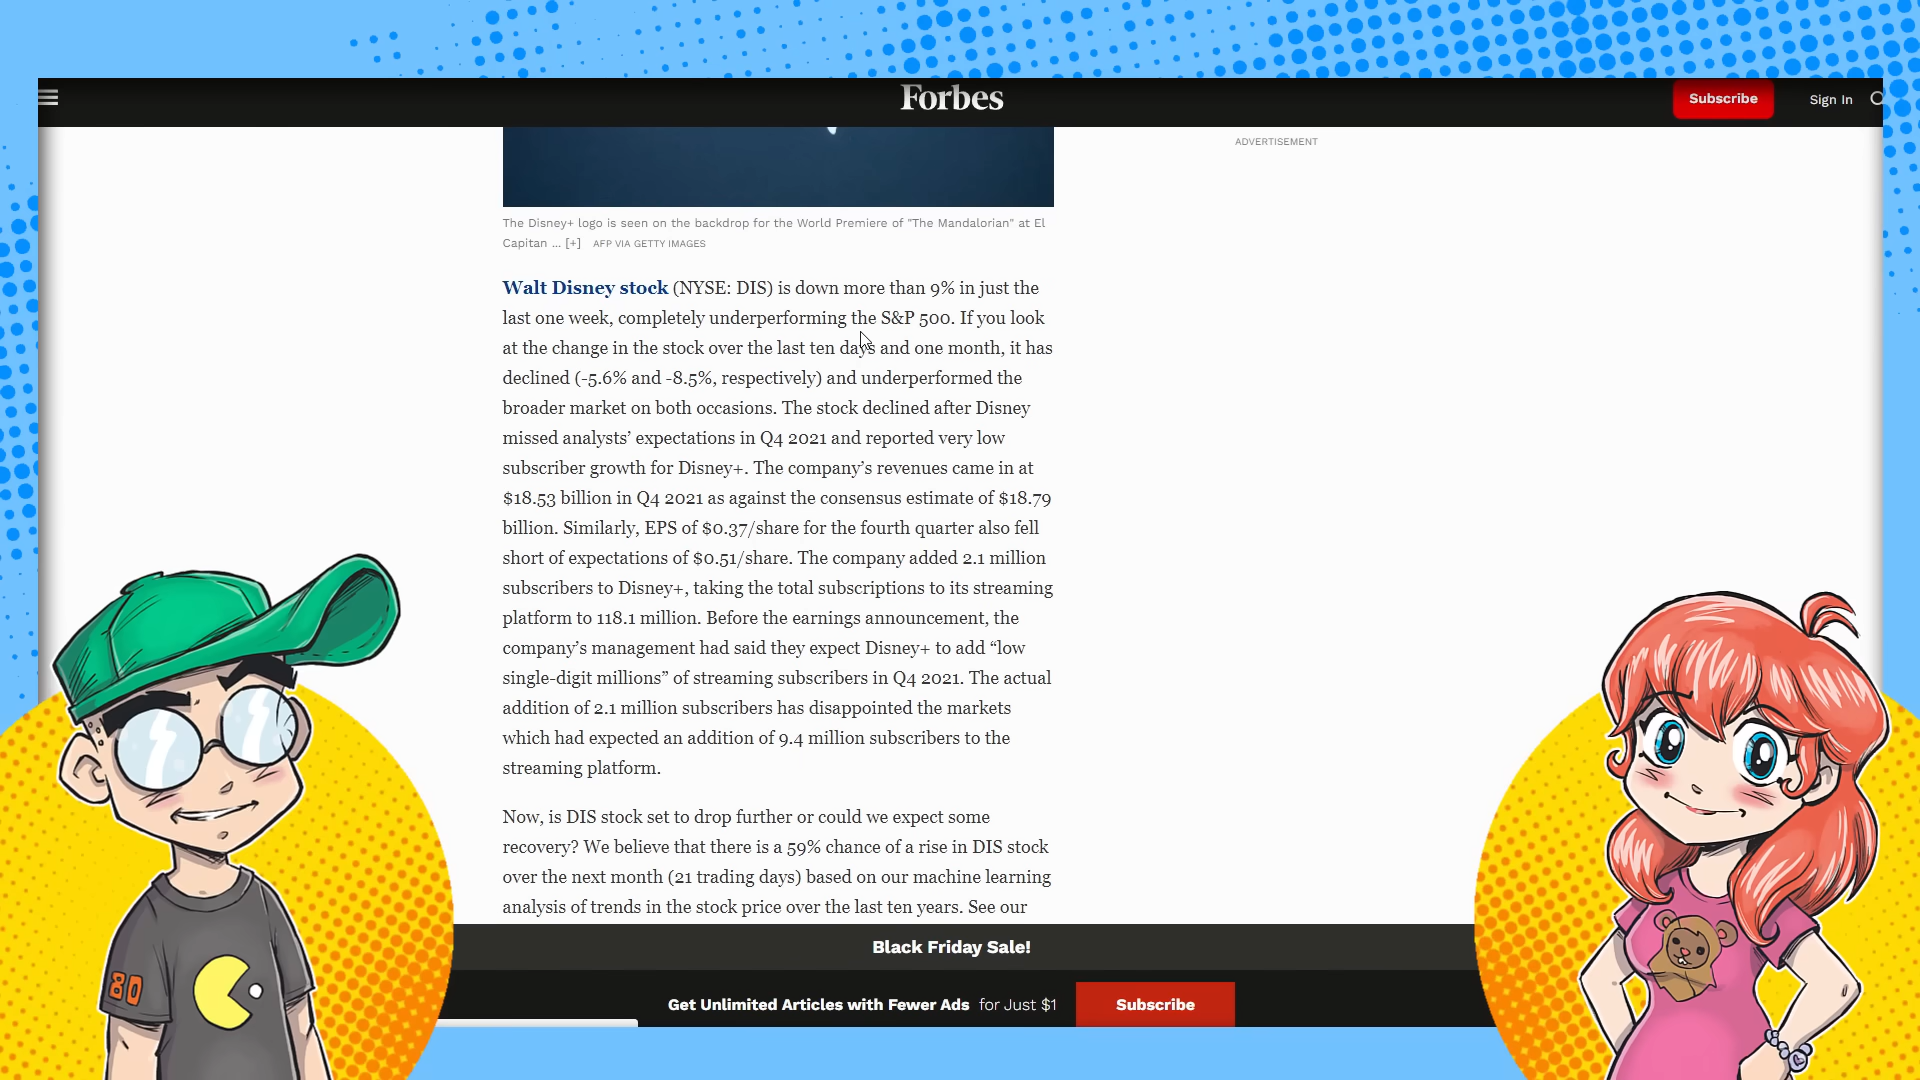 Forbes
Subscribe
Sign In
ADVERTISEMENT
The Disney+ logo is seen on the backdrop for the World Premiere of "The Mandalorian" at El
Capitan ... [+] AFP VIA GETTY IMAGES
Walt Disney stock (NYSE: DIS) is down more than 9% in just the
last one week, completely underperforming the S&P 500. If you look
at the change in the stock over the last ten days and one month, it has
declined (-5.6% and -8.5%, respectively) and underperformed the
broader market on both occasions. The stock declined after Disney
missed analysts’ expectations in Q4 2021 and reported very low
subscriber growth for Disney+. The company’s revenues came in at
$18.53 billion in Q4 2021 as against the consensus estimate of $18.79
billion. Similarly, EPS of $0.37/share for the fourth quarter also fell
short of expectations of $0.51/share. The company added 2.1 million
subscribers to Disney+, taking the total subscriptions to its streaming
platform to 118.1 million. Before the earnings announcement, the
company’s management had said they expect Disney+ to add “low
single-digit millions” of streaming subscribers in Q4 2021. The actual
addition of 2.1 million subscribers has disappointed the markets
which had expected an addition of 9.4 million subscribers to the
streaming platform.
Now, is DIS stock set to drop further or could we expect some
recovery? We believe that there is a 59% chance of a rise in DIS stock
over the next month (21 trading days) based on our machine learning
analysis of trends in the stock price over the last ten years. See our
80
Black Friday Sale!
Get Unlimited Articles with Fewer Ads for Just $1
Subscribe